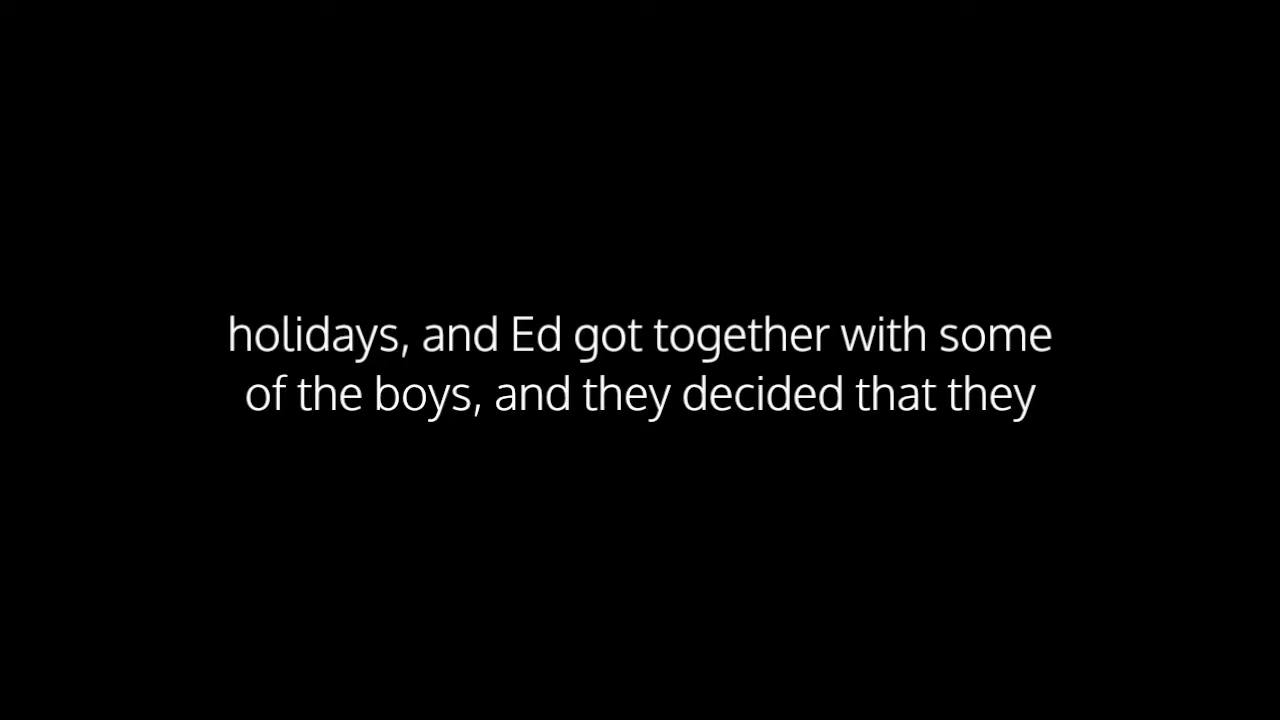 holidays, and Ed got together with some
of the boys, and they decided that they